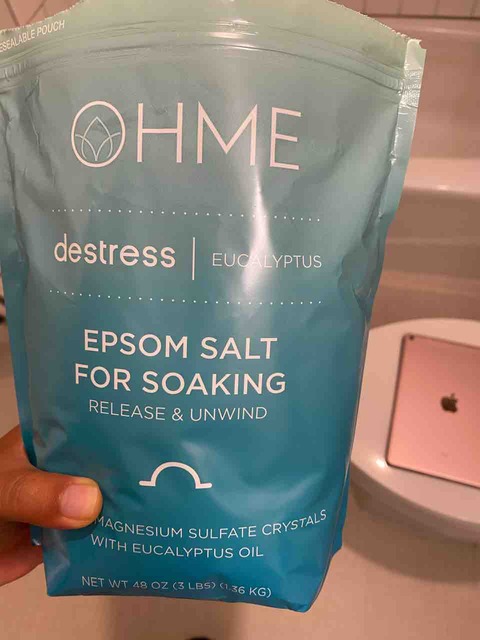 RESEALABLE POUCH
OHME
destress | EUCALYPTUS
EPSOM SALT
FOR SOAKING
RELEASE & UNWIND
MAGNESIUM SULFATE CRYSTALS
WITH EUCALYPTUS OIL
NET WT 48 OZ (3 LBS) (1.36 KG)